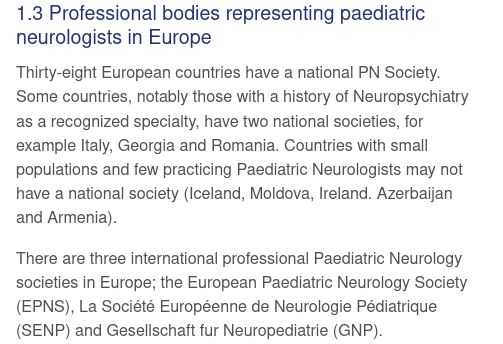 1.3 Professional bodies representing paediatric
neurologists in Europe
Thirty-eight European countries have a national PN Society.
Some countries, notably those with a history of Neuropsychiatry
as a recognized specialty, have two national societies, for
example Italy, Georgia and Romania. Countries with small
populations and few practicing Paediatric Neurologists may not
have a national society (Iceland, Moldova, Ireland. Azerbaijan
and Armenia).
There are three international professional Paediatric Neurology
societies in Europe; the European Paediatric Neurology Society
(EPNS), La Société Européenne de Neurologie Pédiatrique
(SENP) and Gesellschaft fur Neuropediatrie (GNP).